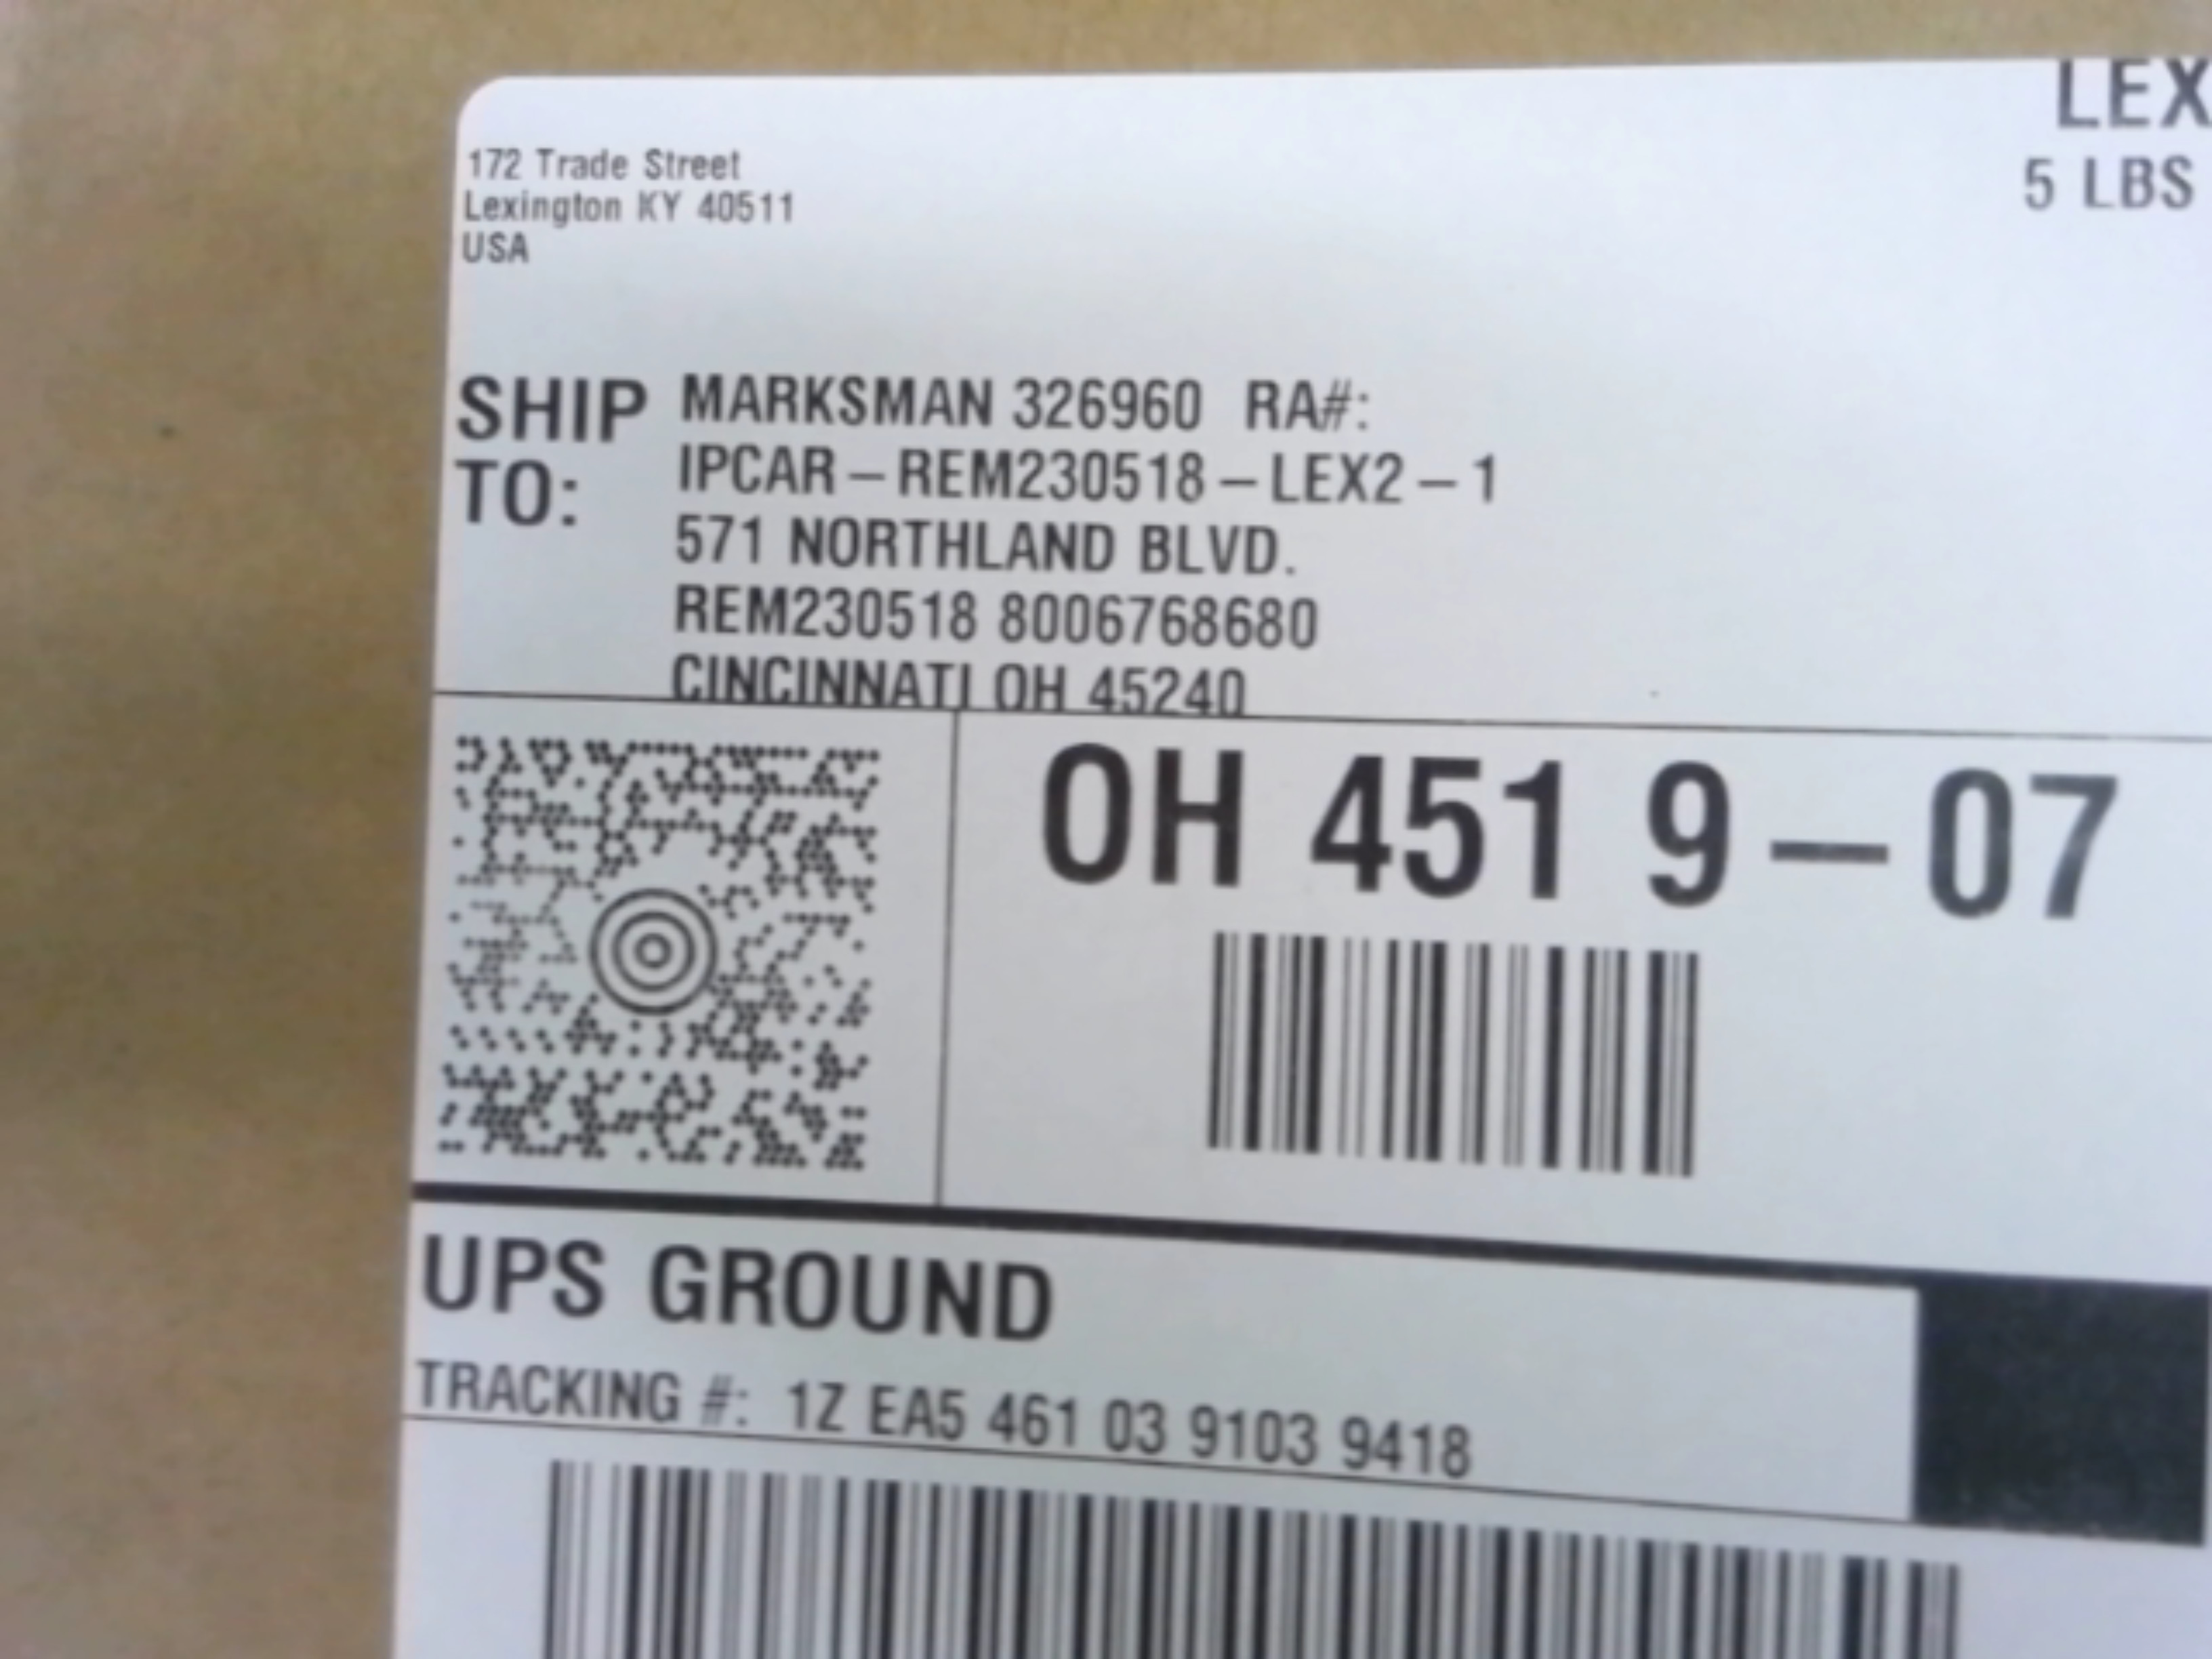 LEX
5 LBS
172 Trade Street
Lexington KY 40511
USA
SHIP TO:
MARKSMAN 326960 RA#:
IPCAR-REM230518-LEX2-1
571 NORTHLAND BLVD.
REM230518 8006768680
CINCINNATI OH 45240
OH 451 9-07
UPS GROUND
TRACKING #: 1Z EA5 461 03 9103 9418